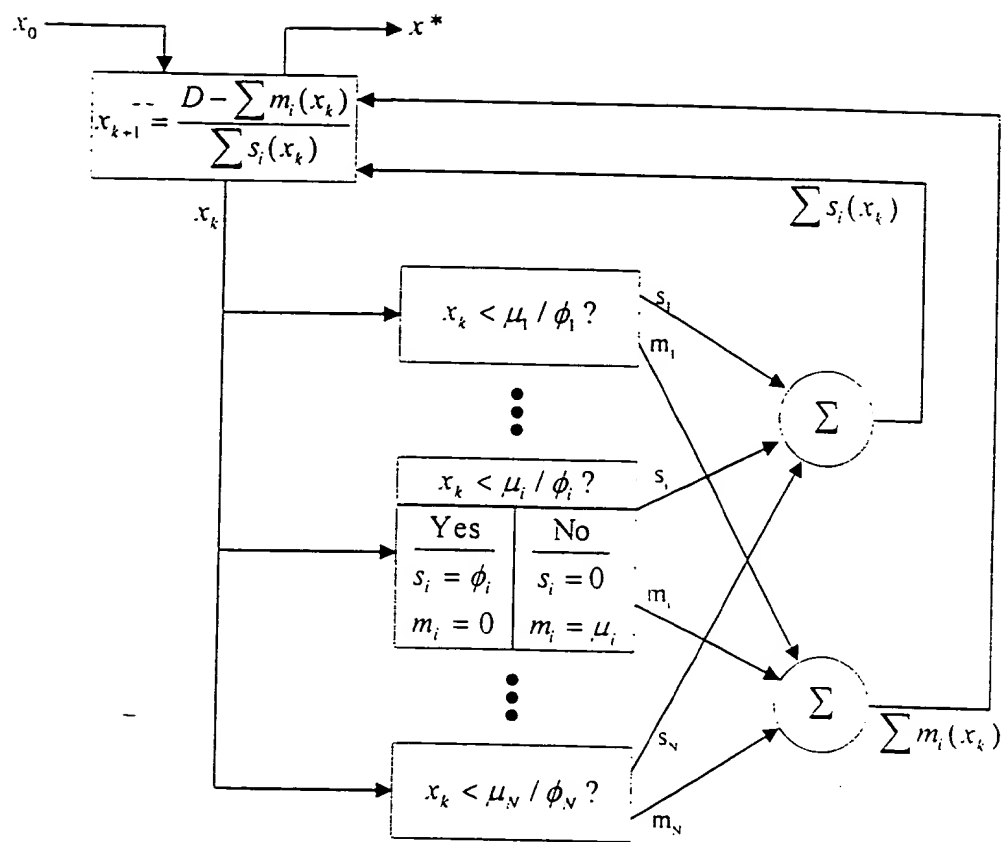 x₀
x*
x_{k+1} = (D − ∑ m_i(x_k)) / (∑ s_i(x_k))
x_k
∑ s_i(x_k)
x_k < μ₁ / φ₁ ?
s₁
m₁
∑
x_k < μ_i / φ_i ?
s_i
Yes
No
s_i = φ_i
s_i = 0
m_i = 0
m_i = μ_i
m_i
∑
∑ m_i(x_k)
x_k < μ_N / φ_N ?
s_N
m_N